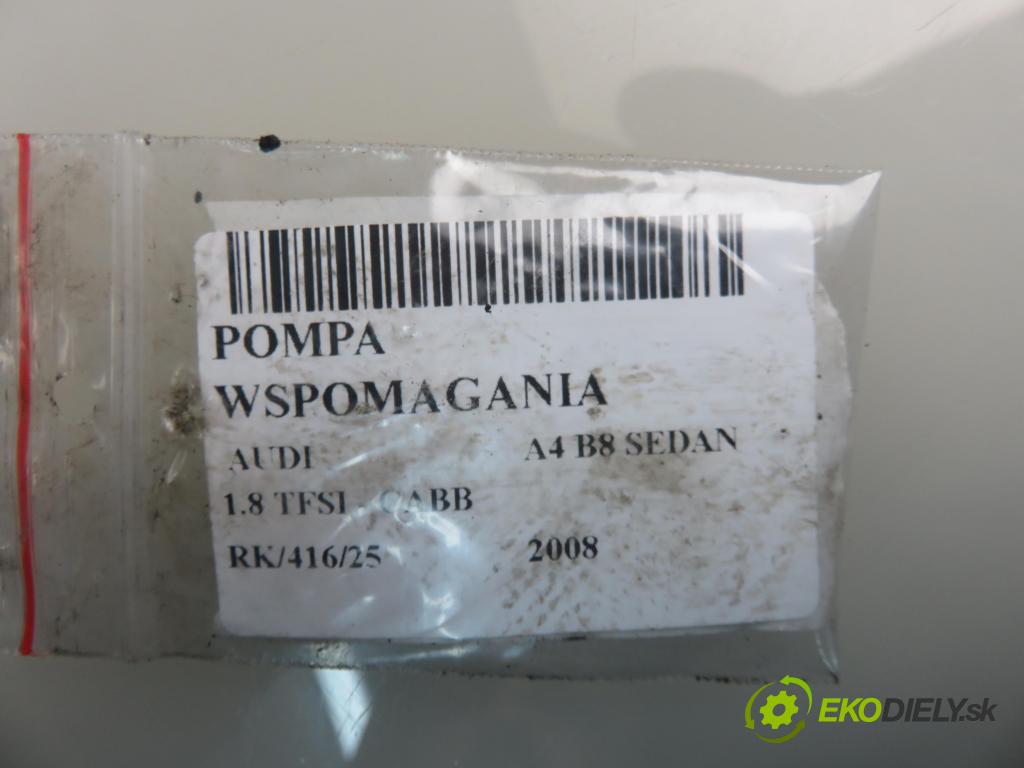 POMPA
WSPOMAGANIA
AUDI A4 B8 SEDAN
1.8 TFSI - CABB
RK/416/25 2008
EKODIELY.sk